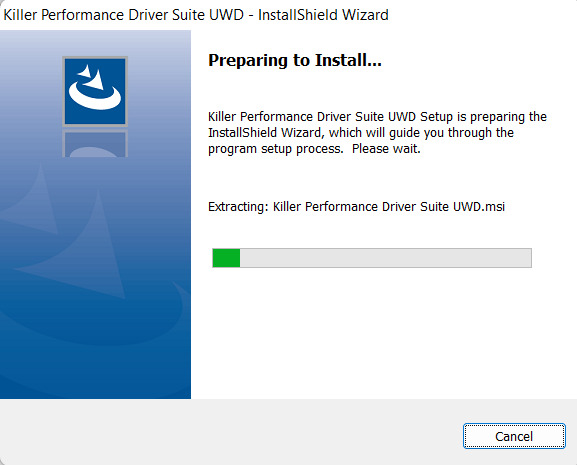 Killer Performance Driver Suite UWD - InstallShield Wizard
Preparing to Install...
Killer Performance Driver Suite UWD Setup is preparing the
InstallShield Wizard, which will guide you through the
program setup process.  Please wait.
Extracting: Killer Performance Driver Suite UWD.msi
Cancel